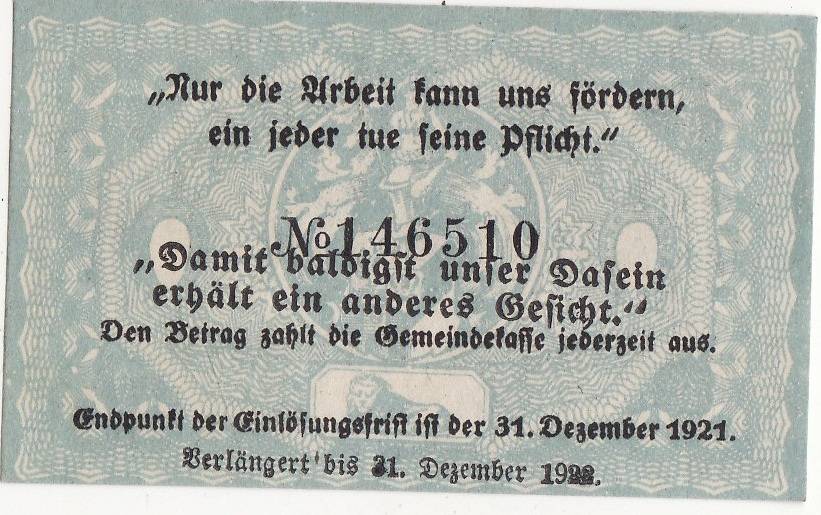 „Nur die Arbeit kann uns fördern,
ein jeder tue seine Pflicht.“
No 146510
„Damit baldigst unser Dasein
erhält ein anderes Gesicht.“
Den Betrag zahlt die Gemeindekasse jederzeit aus.
Endpunkt der Einlösungsfrist ist der 31. Dezember 1921.
Verlängert bis 31. Dezember 1922.